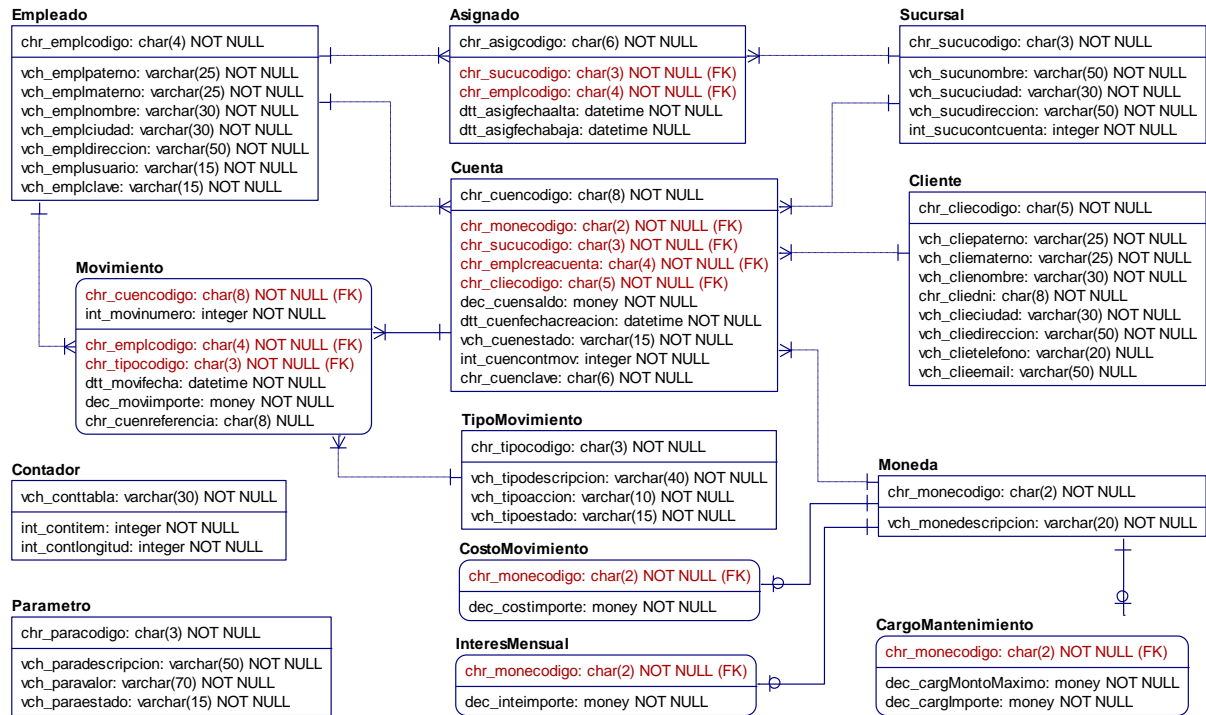 Empleado
chr_emplcodigo: char(4) NOT NULL
vch_emplpaterno: varchar(25) NOT NULL
vch_emplmaterno: varchar(25) NOT NULL
vch_emplnombre: varchar(30) NOT NULL
vch_emplciudad: varchar(30) NOT NULL
vch_empldireccion: varchar(50) NOT NULL
vch_emplusuario: varchar(15) NOT NULL
vch_emplclave: varchar(15) NOT NULL
Asignado
chr_asigcodigo: char(6) NOT NULL
chr_sucucodigo: char(3) NOT NULL (FK)
chr_emplcodigo: char(4) NOT NULL (FK)
dtt_asigfechaalta: datetime NOT NULL
dtt_asigfechabaja: datetime NULL
Sucursal
chr_sucucodigo: char(3) NOT NULL
vch_sucunombre: varchar(50) NOT NULL
vch_sucuciudad: varchar(30) NOT NULL
vch_sucudireccion: varchar(50) NOT NULL
int_sucucontcuenta: integer NOT NULL
Cuenta
chr_cuencodigo: char(8) NOT NULL
chr_monecodigo: char(2) NOT NULL (FK)
chr_sucucodigo: char(3) NOT NULL (FK)
chr_emplcreacuenta: char(4) NOT NULL (FK)
chr_cliecodigo: char(5) NOT NULL (FK)
dec_cuensaldo: money NOT NULL
dtt_cuenfechacreacion: datetime NOT NULL
vch_cuenestado: varchar(15) NOT NULL
int_cuencontmov: integer NOT NULL
chr_cuenclave: char(6) NOT NULL
Cliente
chr_cliecodigo: char(5) NOT NULL
vch_cliepaterno: varchar(25) NOT NULL
vch_cliematerno: varchar(25) NOT NULL
vch_clienombre: varchar(30) NOT NULL
chr_cliedni: char(8) NOT NULL
vch_clieciudad: varchar(30) NOT NULL
vch_cliedireccion: varchar(50) NOT NULL
vch_clietelefono: varchar(20) NULL
vch_clieemail: varchar(50) NULL
Movimiento
chr_cuencodigo: char(8) NOT NULL (FK)
int_movinumero: integer NOT NULL
chr_emplcodigo: char(4) NOT NULL (FK)
chr_tipocodigo: char(3) NOT NULL (FK)
dtt_movifecha: datetime NOT NULL
dec_moviimporte: money NOT NULL
chr_cuenreferencia: char(8) NULL
TipoMovimiento
chr_tipocodigo: char(3) NOT NULL
vch_tipodescripcion: varchar(40) NOT NULL
vch_tipoaccion: varchar(10) NOT NULL
vch_tipoestado: varchar(15) NOT NULL
Contador
vch_conttabla: varchar(30) NOT NULL
int_contitem: integer NOT NULL
int_contlongitud: integer NOT NULL
Moneda
chr_monecodigo: char(2) NOT NULL
vch_monedescripcion: varchar(20) NOT NULL
CostoMovimiento
chr_monecodigo: char(2) NOT NULL (FK)
dec_costimporte: money NOT NULL
Parametro
chr_paracodigo: char(3) NOT NULL
vch_paradescripcion: varchar(50) NOT NULL
vch_paravalor: varchar(70) NOT NULL
vch_paraestado: varchar(15) NOT NULL
InteresMensual
chr_monecodigo: char(2) NOT NULL (FK)
dec_inteimporte: money NOT NULL
CargoMantenimiento
chr_monecodigo: char(2) NOT NULL (FK)
dec_cargMontoMaximo: money NOT NULL
dec_cargImporte: money NOT NULL